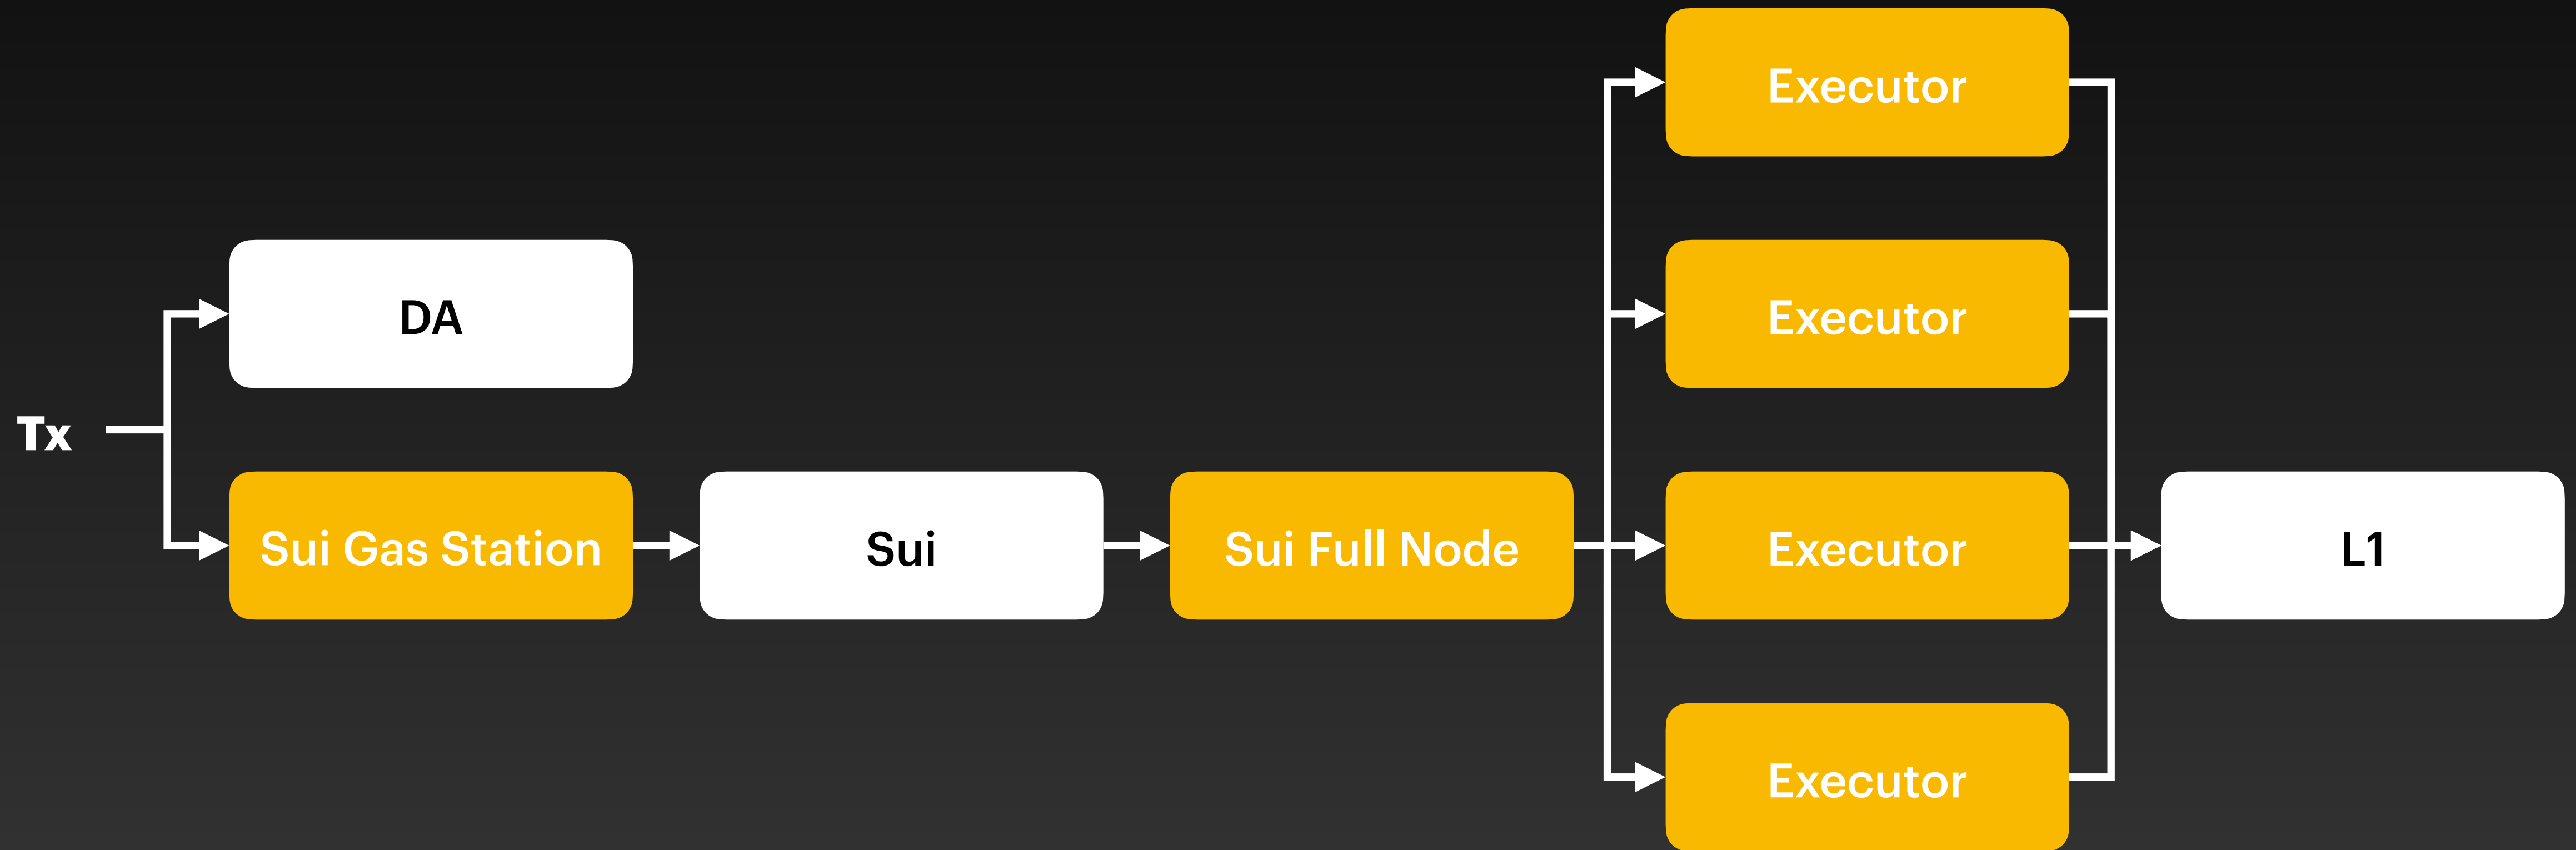 Executor
DA
Executor
Tx
Sui Gas Station
Sui
Sui Full Node
Executor
L1
Executor